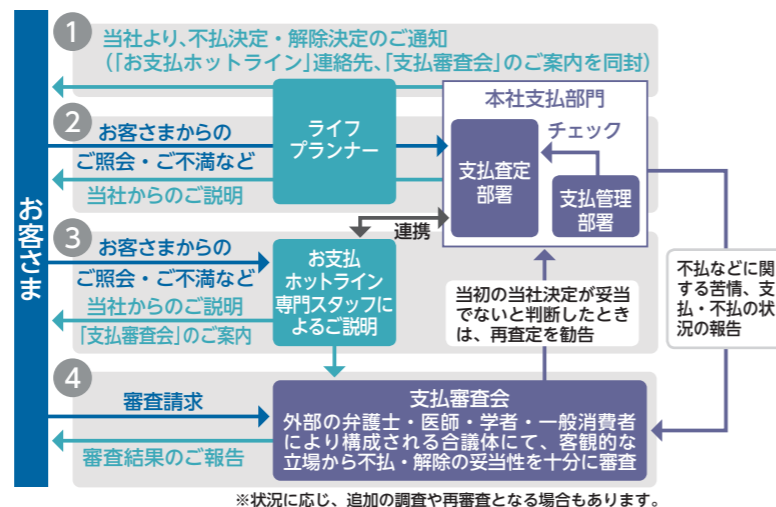 お客さま
1
当社より、不払決定・解除決定のご通知
(「お支払ホットライン」連絡先、「支払審査会」のご案内を同封)
2
お客さまからの
ご照会・ご不満など
当社からのご説明
ライフ
プランナー
本社支払部門
チェック
支払査定
部署
支払管理
部署
連携
3
お客さまからの
ご照会・ご不満など
当社からのご説明
「支払審査会」のご案内
お支払
ホットライン
専門スタッフに
よるご説明
当初の当社決定が妥当
でないと判断したとき
は、再査定を勧告
不払などに関
する苦情、支
払・不払の状
況の報告
4
審査請求
審査結果のご報告
支払審査会
外部の弁護士・医師・学者・一般消費者
により構成される合議体にて、客観的な
立場から不払・解除の妥当性を十分に審査
※状況に応じ、追加の調査や再審査となる場合もあります。